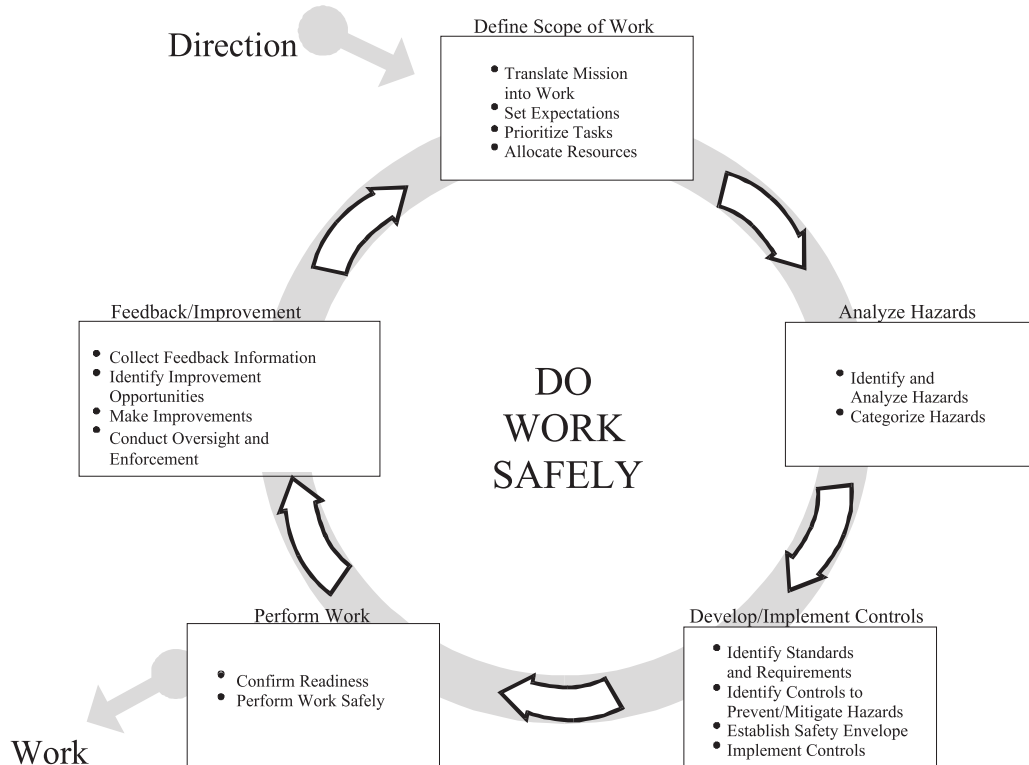 Direction
Define Scope of Work
• Translate Mission
into Work
• Set Expectations
• Prioritize Tasks
• Allocate Resources
Analyze Hazards
• Identify and
Analyze Hazards
• Categorize Hazards
Develop/Implement Controls
• Identify Standards
and Requirements
• Identify Controls to
Prevent/Mitigate Hazards
• Establish Safety Envelope
• Implement Controls
Perform Work
• Confirm Readiness
• Perform Work Safely
Work
Feedback/Improvement
• Collect Feedback Information
• Identify Improvement
Opportunities
• Make Improvements
• Conduct Oversight and
Enforcement
DO
WORK
SAFELY